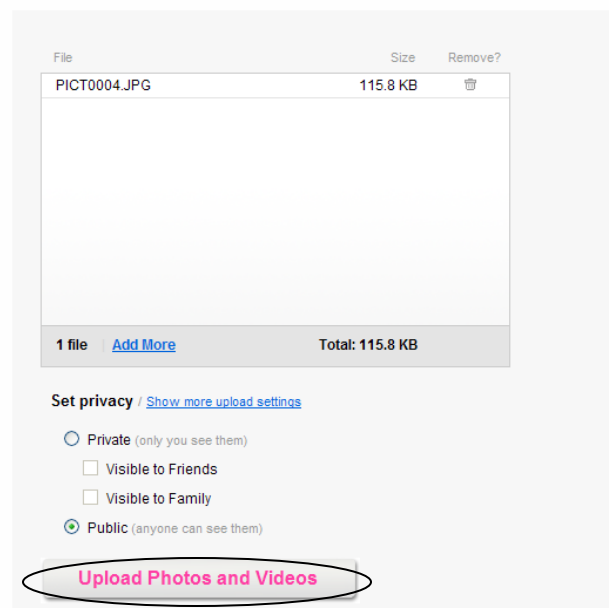 File Size Remove?
PICT0004.JPG 115.8 KB
1 file | Add More Total: 115.8 KB
Set privacy / Show more upload settings
Private (only you see them)
Visible to Friends
Visible to Family
Public (anyone can see them)
Upload Photos and Videos